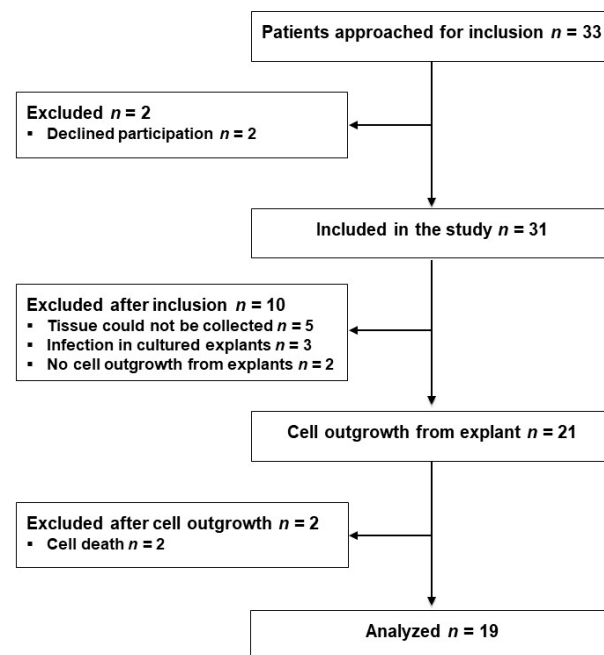 Patients approached for inclusion n = 33
Excluded n = 2
▪ Declined participation n = 2
Included in the study n = 31
Excluded after inclusion n = 10
▪ Tissue could not be collected n = 5
▪ Infection in cultured explants n = 3
▪ No cell outgrowth from explants n = 2
Cell outgrowth from explant n = 21
Excluded after cell outgrowth n = 2
▪ Cell death n = 2
Analyzed n = 19